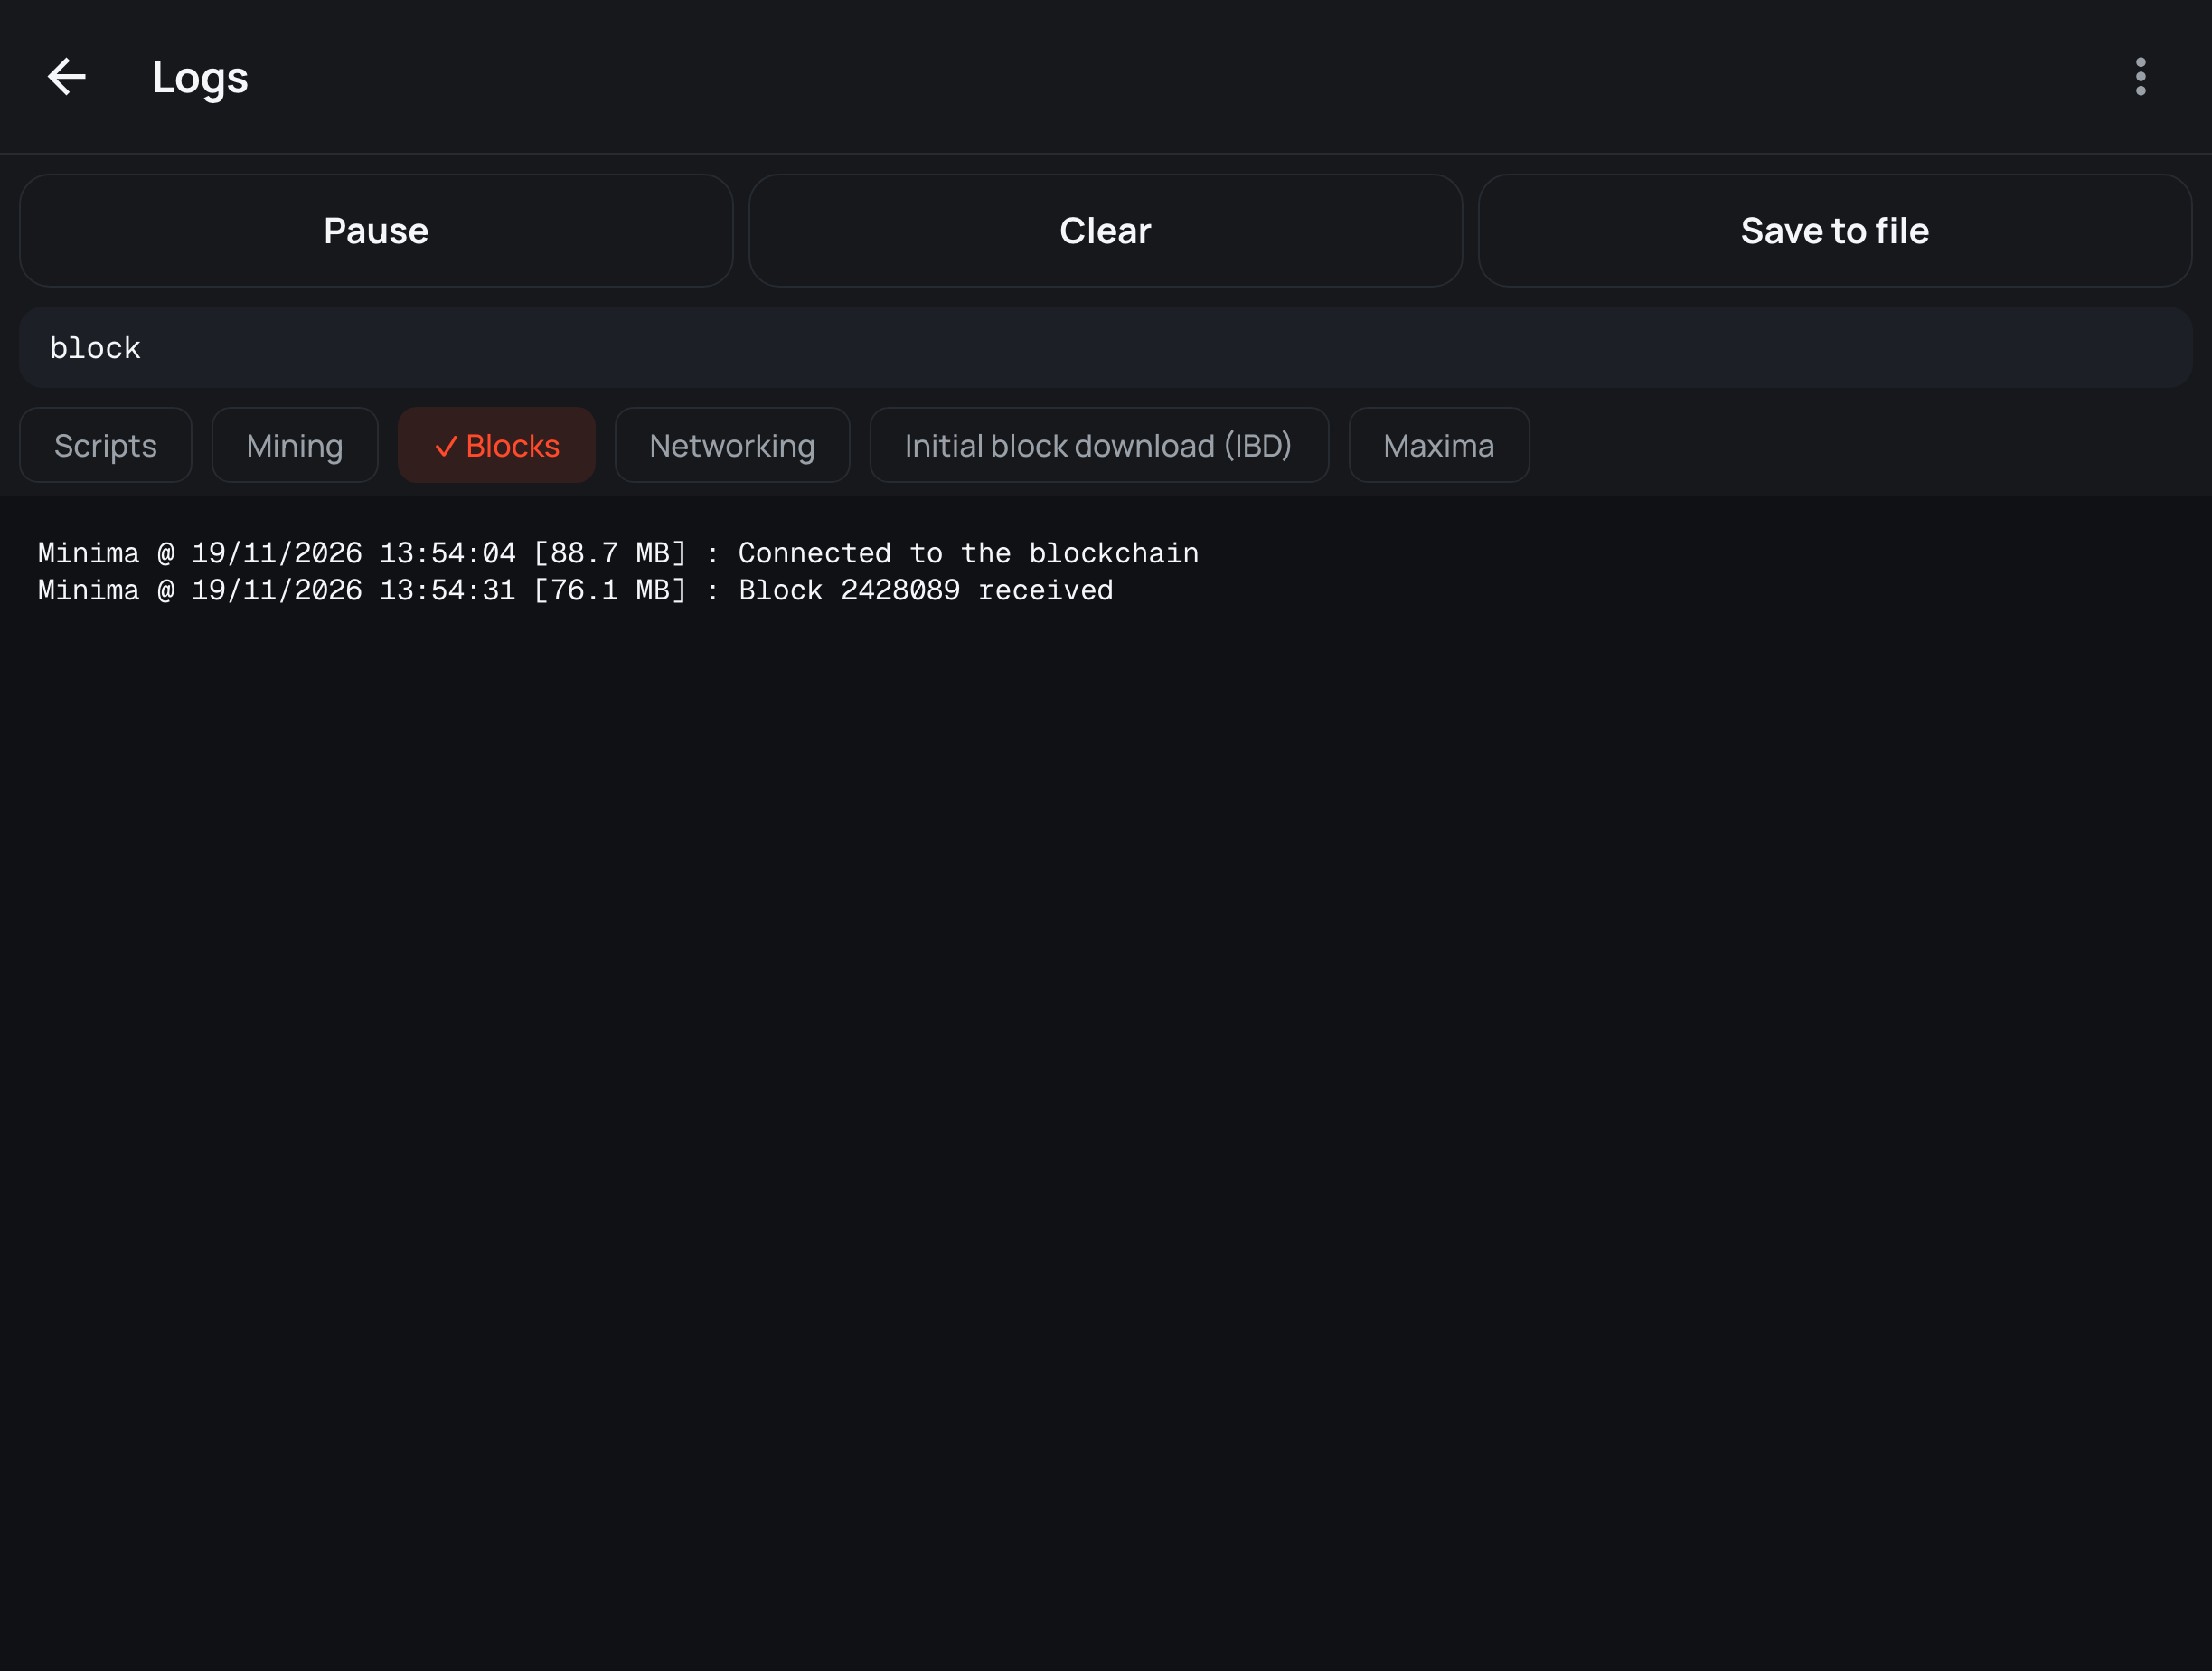 Logs
Pause
Clear
Save to file
block
Scripts
Mining
✓ Blocks
Networking
Initial block download (IBD)
Maxima
Minima @ 19/11/2026 13:54:04 [88.7 MB] : Connected to the blockchain
Minima @ 19/11/2026 13:54:31 [76.1 MB] : Block 2428089 received